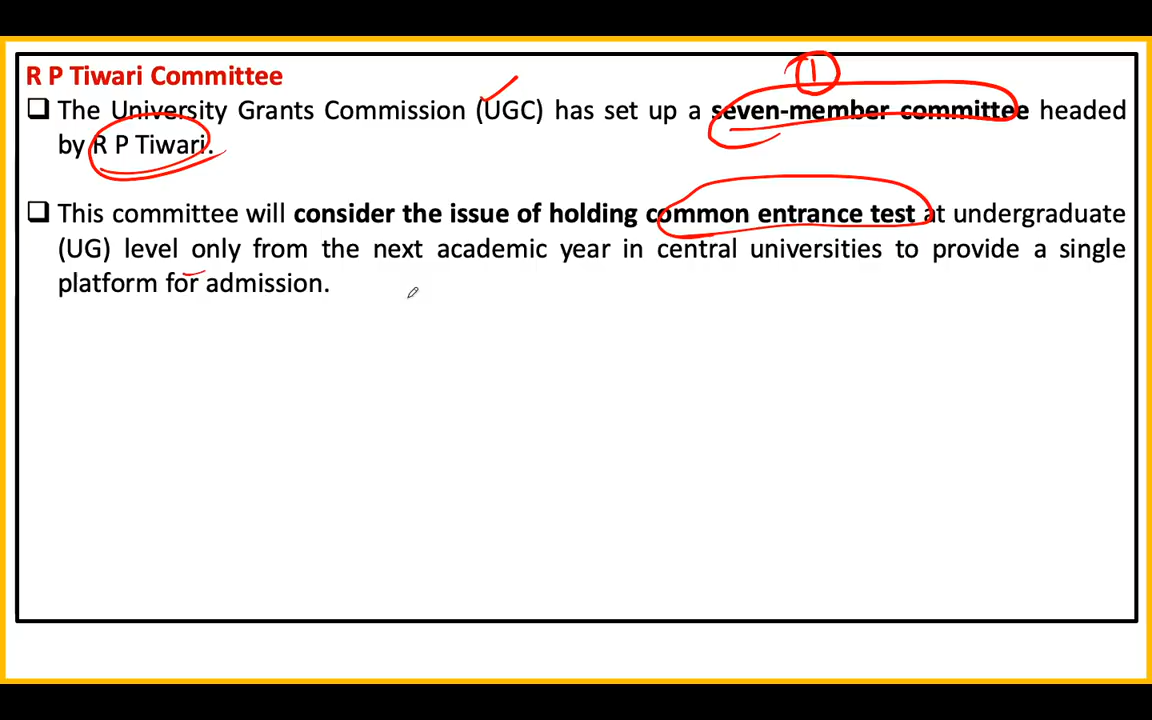 R P Tiwari Committee
1
❑ The University Grants Commission (UGC) has set up a seven-member committee headed
by R P Tiwari.
❑ This committee will consider the issue of holding common entrance test at undergraduate
(UG) level only from the next academic year in central universities to provide a single
platform for admission.